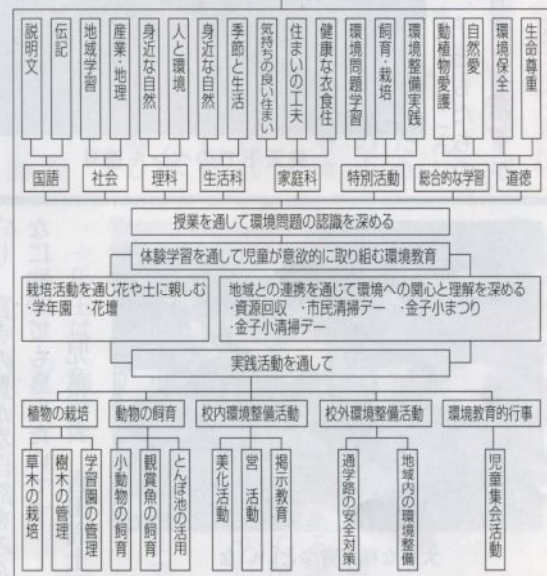 説明文
伝記
地域学習
産業・地理
身近な自然
人と環境
身近な自然
季節と生活
気持ちの良い住まい
住まいの工夫
健康な衣食住
環境問題学習
飼育・栽培
環境整備実践
動植物愛護
自然愛
環境保全
生命尊重
国語
社会
理科
生活科
家庭科
特別活動
総合的な学習
道徳
授業を通して環境問題の認識を深める
体験学習を通して児童が意欲的に取り組む環境教育
栽培活動を通じ花や土に親しむ
・学年園 ・花壇
地域との連携を通じて環境への関心と理解を深める
・資源回収 ・市民清掃デー ・金子小まつり
・金子小清掃デー
実践活動を通して
植物の栽培
動物の飼育
校内環境整備活動
校外環境整備活動
環境教育的行事
草木の栽培
樹木の管理
学習園の管理
小動物の飼育
観賞魚の飼育
とんぼ池の活用
美化活動
営 活動
掲示教育
通学路の安全対策
地域内の環境整備
児童集会活動